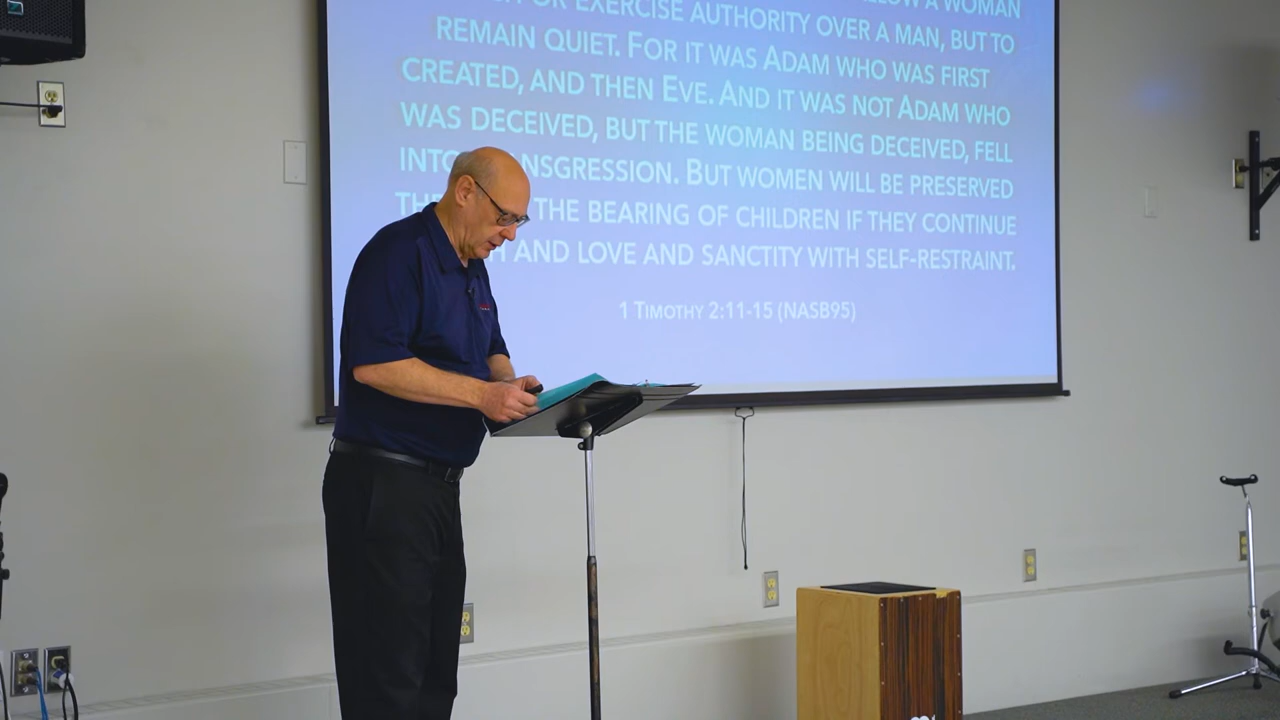 A WOMAN
OR EXERCISE AUTHORITY OVER A MAN, BUT TO
REMAIN QUIET. FOR IT WAS ADAM WHO WAS FIRST
CREATED, AND THEN EVE. AND IT WAS NOT ADAM WHO
WAS DECEIVED, BUT THE WOMAN BEING DECEIVED, FELL
INTO TRANSGRESSION. BUT WOMEN WILL BE PRESERVED
THE BEARING OF CHILDREN IF THEY CONTINUE
AND LOVE AND SANCTITY WITH SELF-RESTRAINT.
1 TIMOTHY 2:11-15 (NASB95)